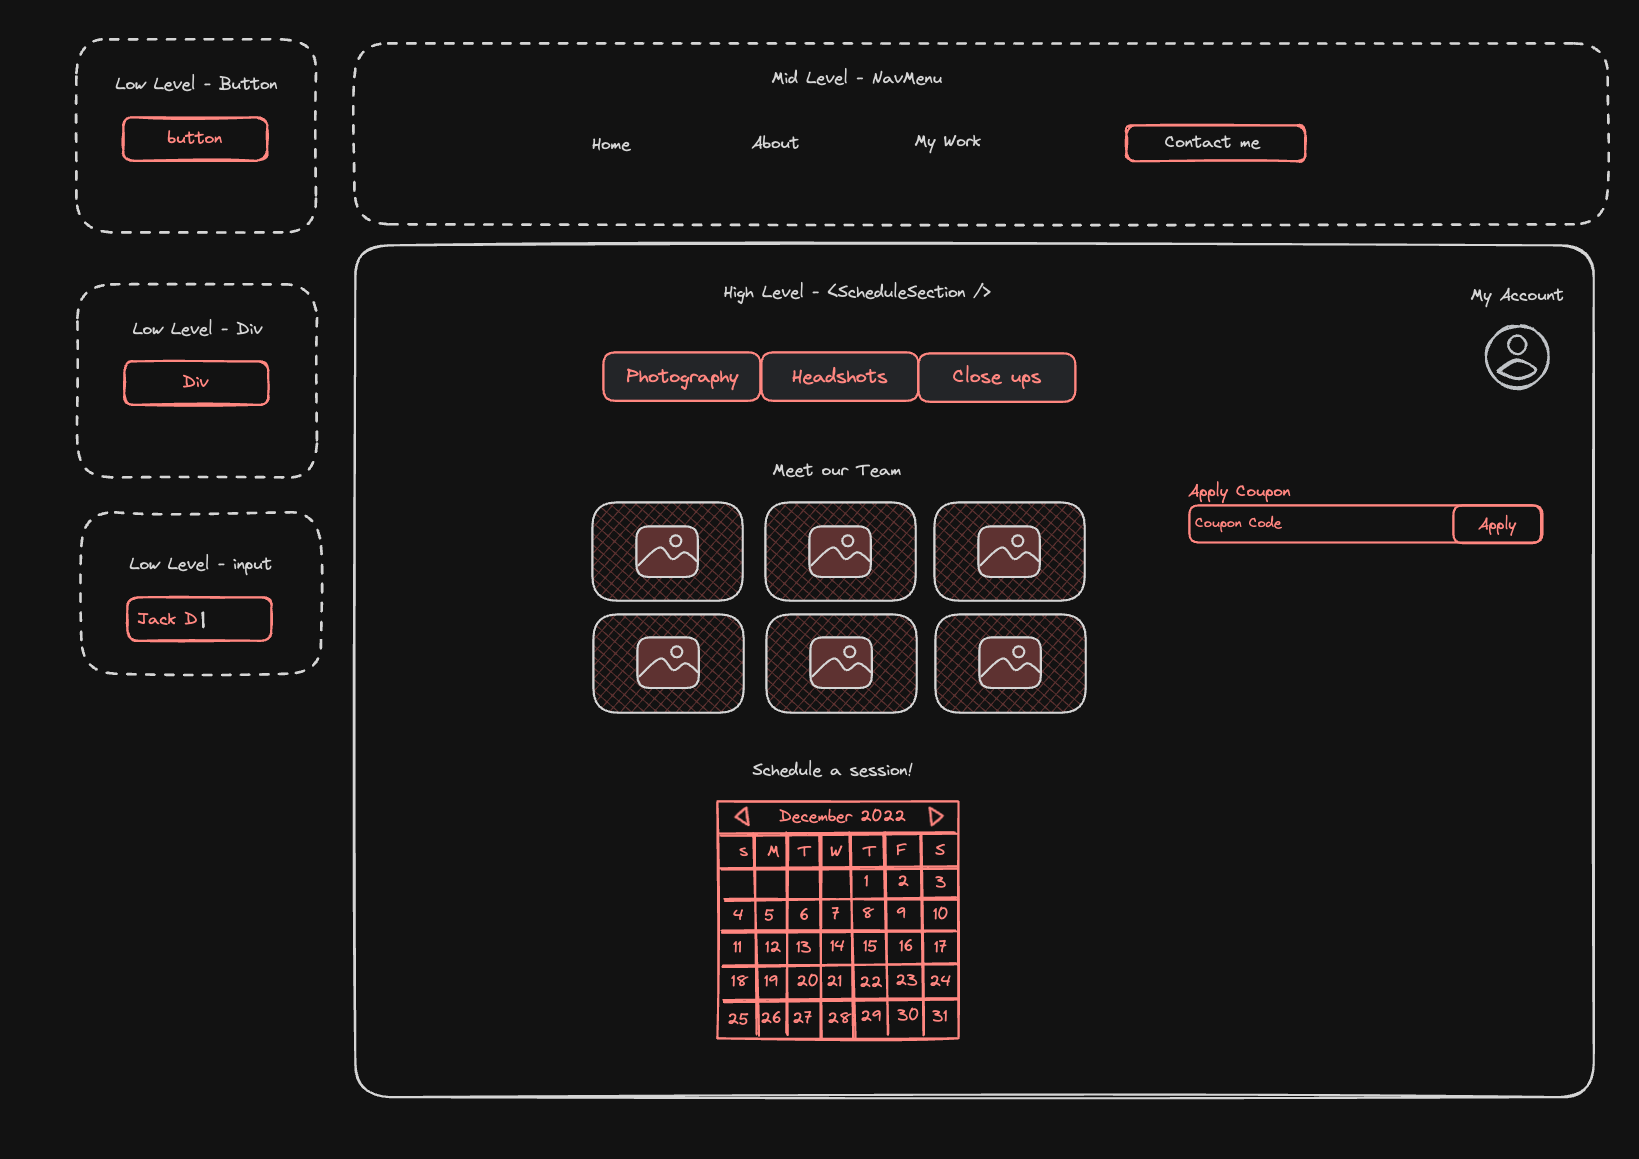 Low Level - Button
button
Low Level - Div
Div
Low Level - input
Jack D
Mid Level - NavMenu
Home About My Work Contact me
High Level - <ScheduleSection />
My Account
Photography Headshots Close ups
Meet our Team
Apply Coupon
Coupon Code Apply
Schedule a session!
December 2022
S M T W T F S
1 2 3
4 5 6 7 8 9 10
11 12 13 14 15 16 17
18 19 20 21 22 23 24
25 26 27 28 29 30 31